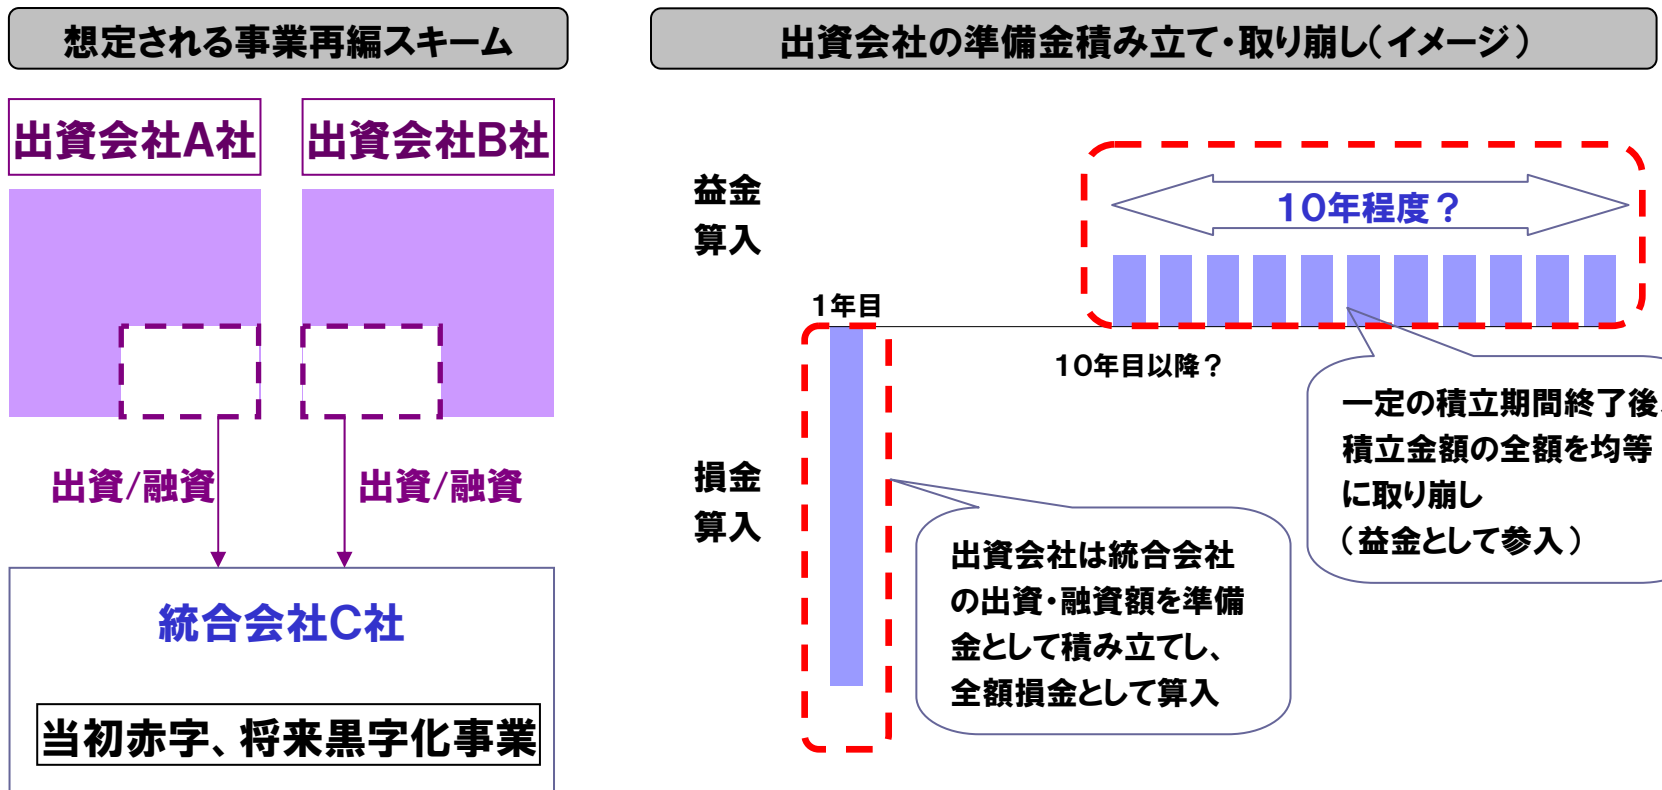 想定される事業再編スキーム
出資会社A社
出資会社B社
出資/融資
出資/融資
統合会社C社
当初赤字、将来黒字化事業
出資会社の準備金積み立て・取り崩し(イメージ)
益金
算入
10年程度?
1年目
10年目以降?
一定の積立期間終了後、
積立金額の全額を均等
に取り崩し
(益金として参入)
損金
算入
出資会社は統合会社
の出資・融資額を準備
金として積み立てし、
全額損金として算入